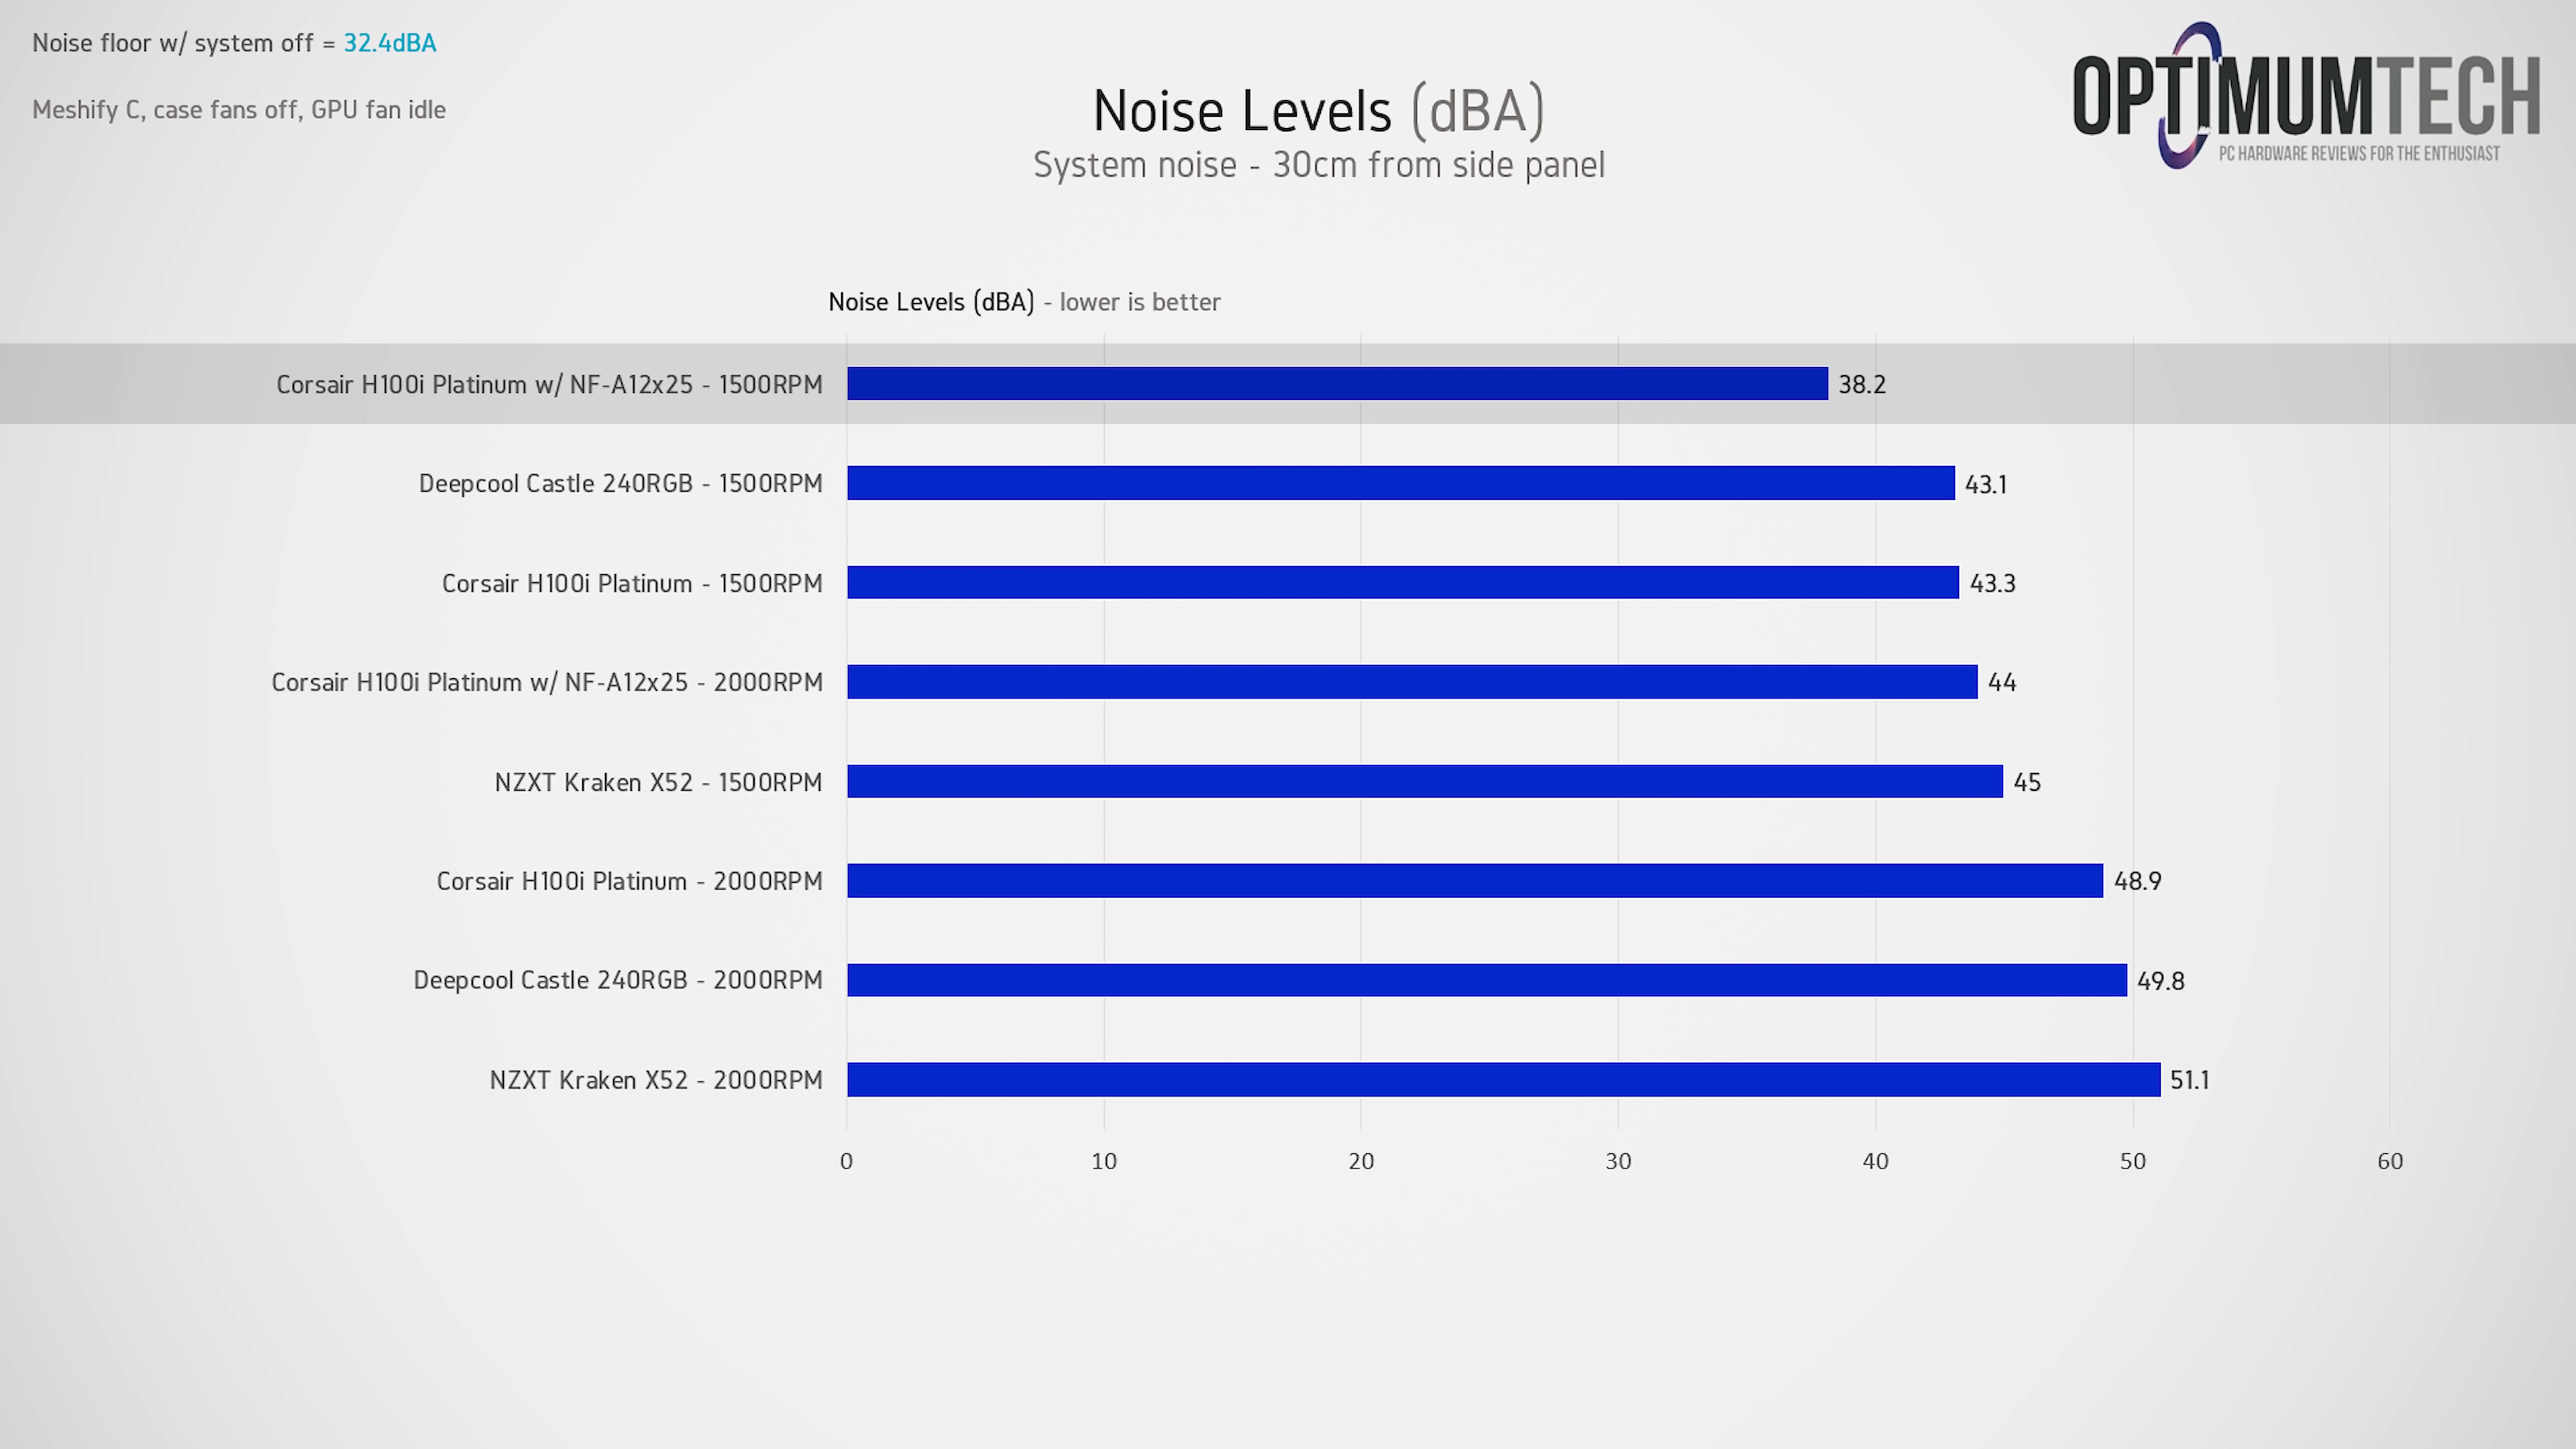 Noise floor w/ system off = 32.4dBA
Meshify C, case fans off, GPU fan idle
OPTIMUMTECH
PC HARDWARE REVIEWS FOR THE ENTHUSIAST
Noise Levels (dBA)
System noise - 30cm from side panel
Noise Levels (dBA) - lower is better
Corsair H100i Platinum w/ NF-A12x25 - 1500RPM 38.2
Deepcool Castle 240RGB - 1500RPM 43.1
Corsair H100i Platinum - 1500RPM 43.3
Corsair H100i Platinum w/ NF-A12x25 - 2000RPM 44
NZXT Kraken X52 - 1500RPM 45
Corsair H100i Platinum - 2000RPM 48.9
Deepcool Castle 240RGB - 2000RPM 49.8
NZXT Kraken X52 - 2000RPM 51.1
0 10 20 30 40 50 60